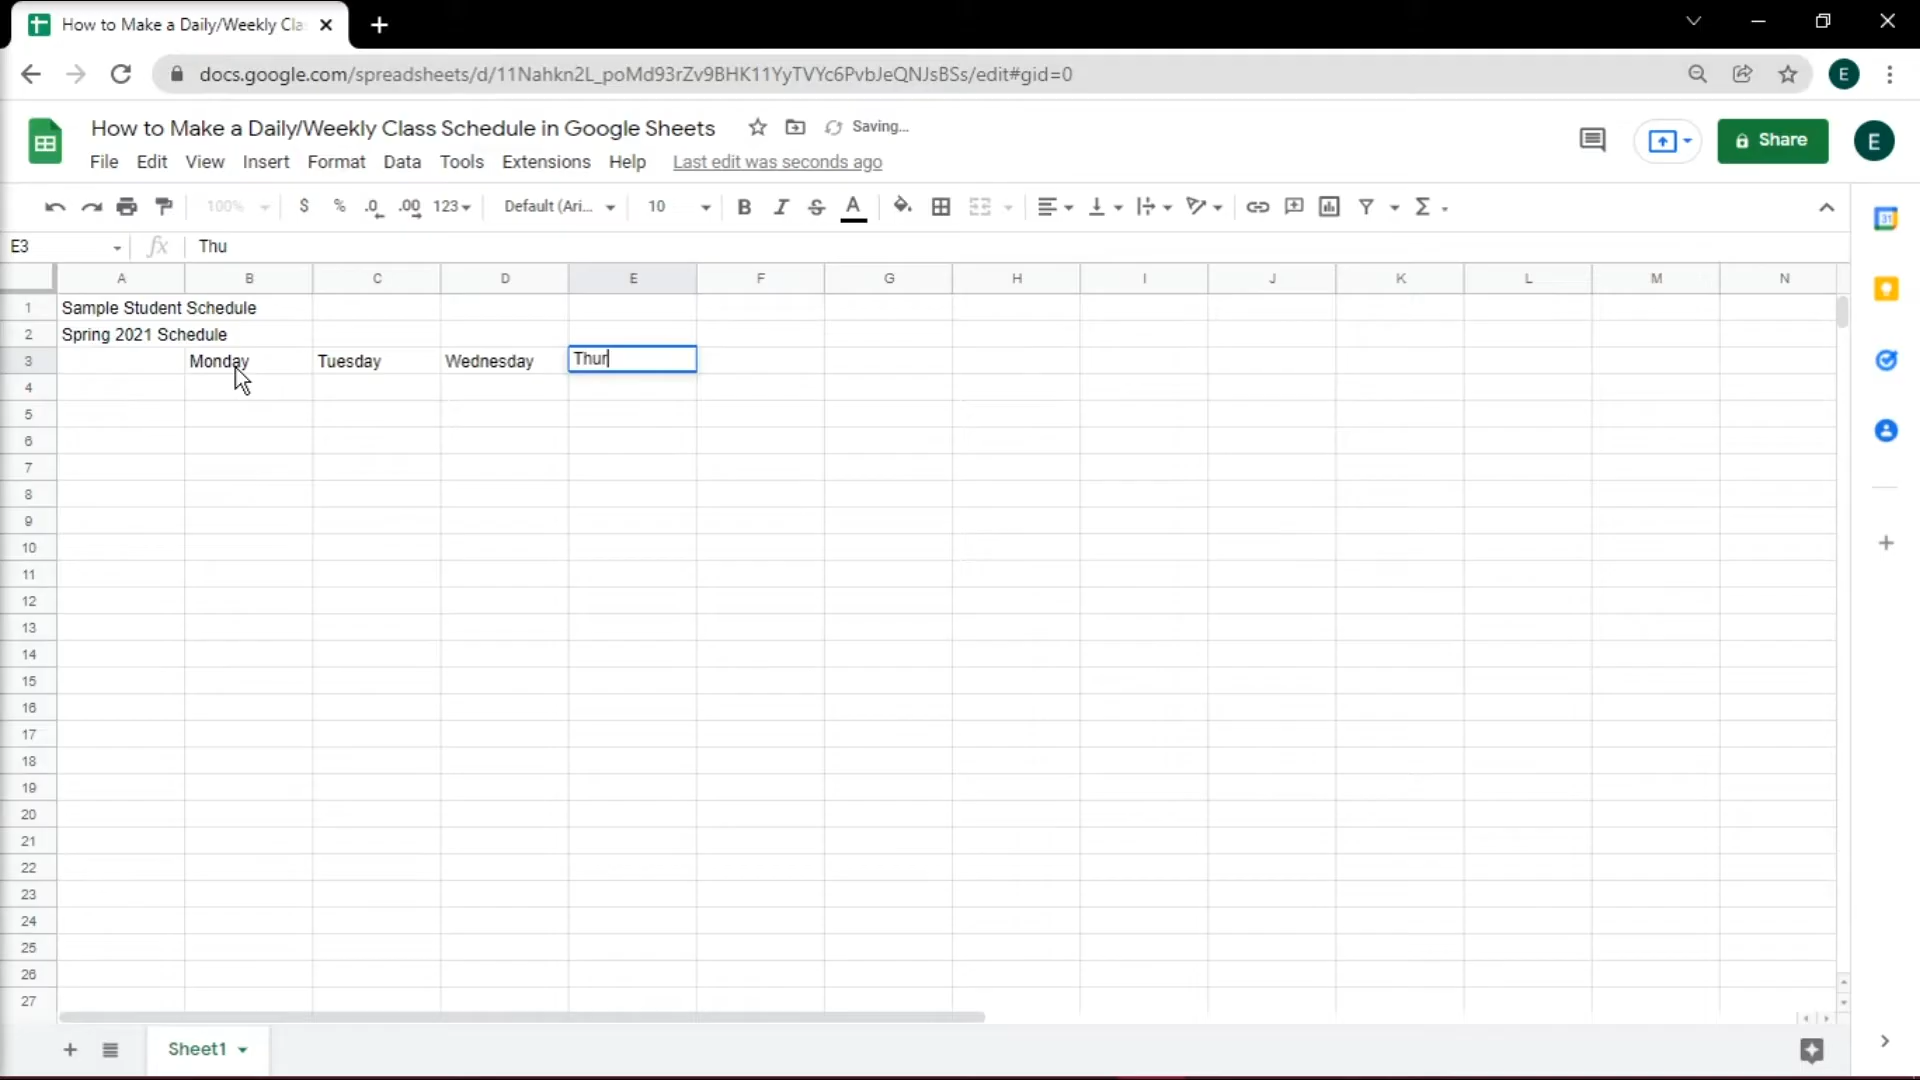 How to Make a Daily/Weekly Cla
docs.google.com/spreadsheets/d/11Nahkn2L_poMd93rZv9BHK11YyTVYc6PvbJeQNJsBSs/edit#gid=0
E
How to Make a Daily/Weekly Class Schedule in Google Sheets
Saving...
Share
E
File Edit View Insert Format Data Tools Extensions Help Last edit was seconds ago
100% $ % .0 .00 123 Default (Ari... 10 B I S A Σ
31
E3 fx Thu
A B C D E F G H I J K L M N
1 Sample Student Schedule
2 Spring 2021 Schedule
3 Monday Tuesday Wednesday Thur
4
5
6
7
8
9
10
11
12
13
14
15
16
17
18
19
20
21
22
23
24
25
26
27
Sheet1